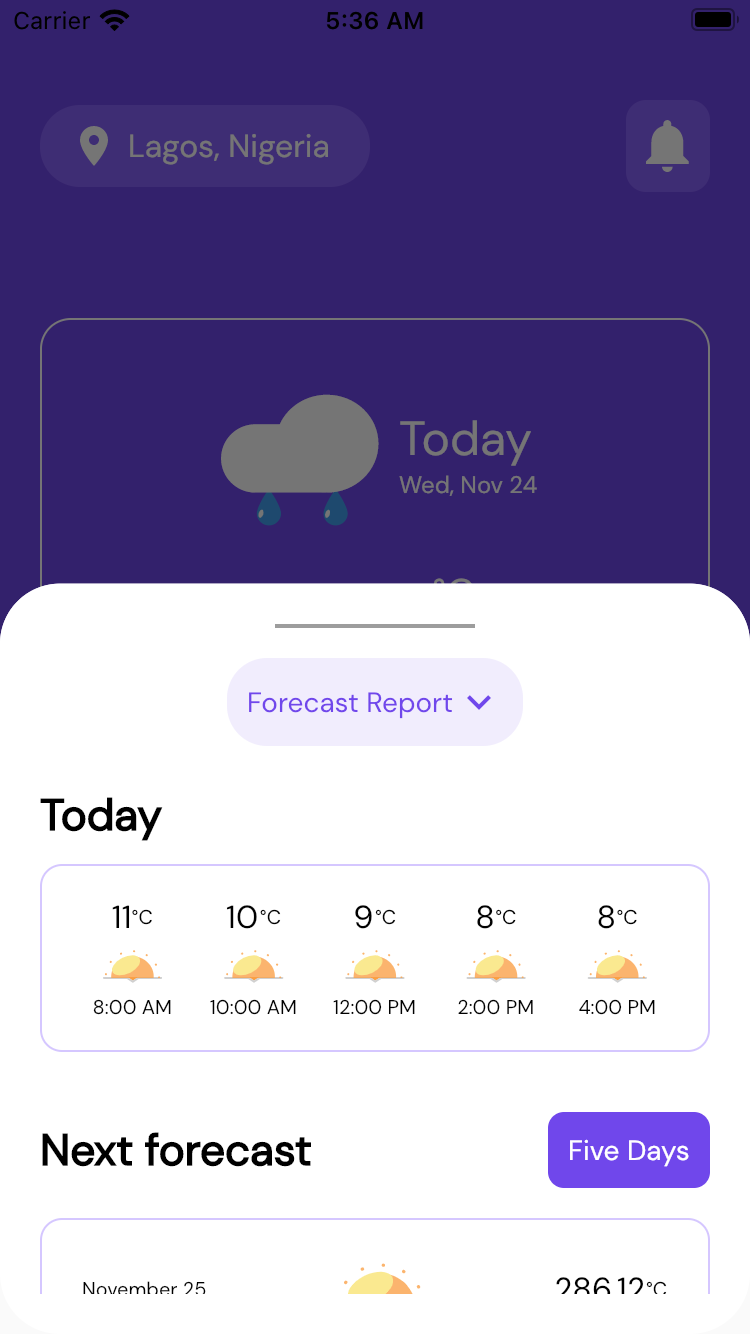 Carrier 5:36 AM
Lagos, Nigeria
Today
Wed, Nov 24
°C
Forecast Report
Today
11°C 10°C 9°C 8°C 8°C
8:00 AM 10:00 AM 12:00 PM 2:00 PM 4:00 PM
Next forecast Five Days
November 25 286.12°C